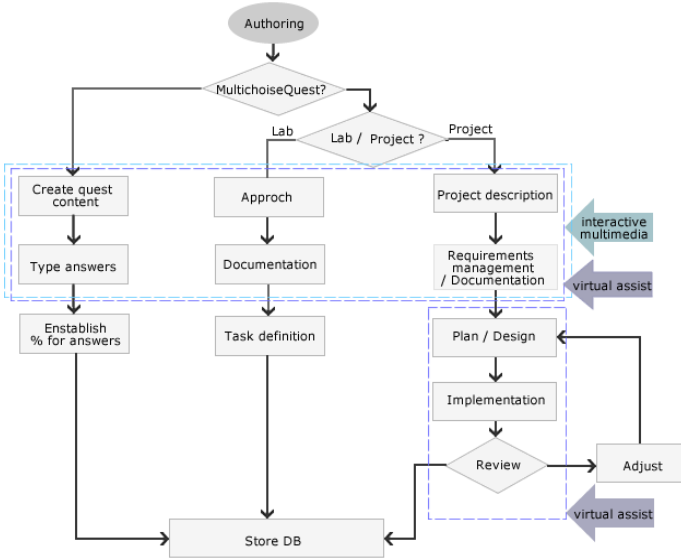 Authoring
MultichoiseQuest?
Lab / Project ?
Lab
Project
Create quest
content
Approch
Project description
interactive
multimedia
Type answers
Documentation
Requirements
management
/ Documentation
virtual assist
Enstablish
% for answers
Task definition
Plan / Design
Implementation
Review
Adjust
virtual assist
Store DB